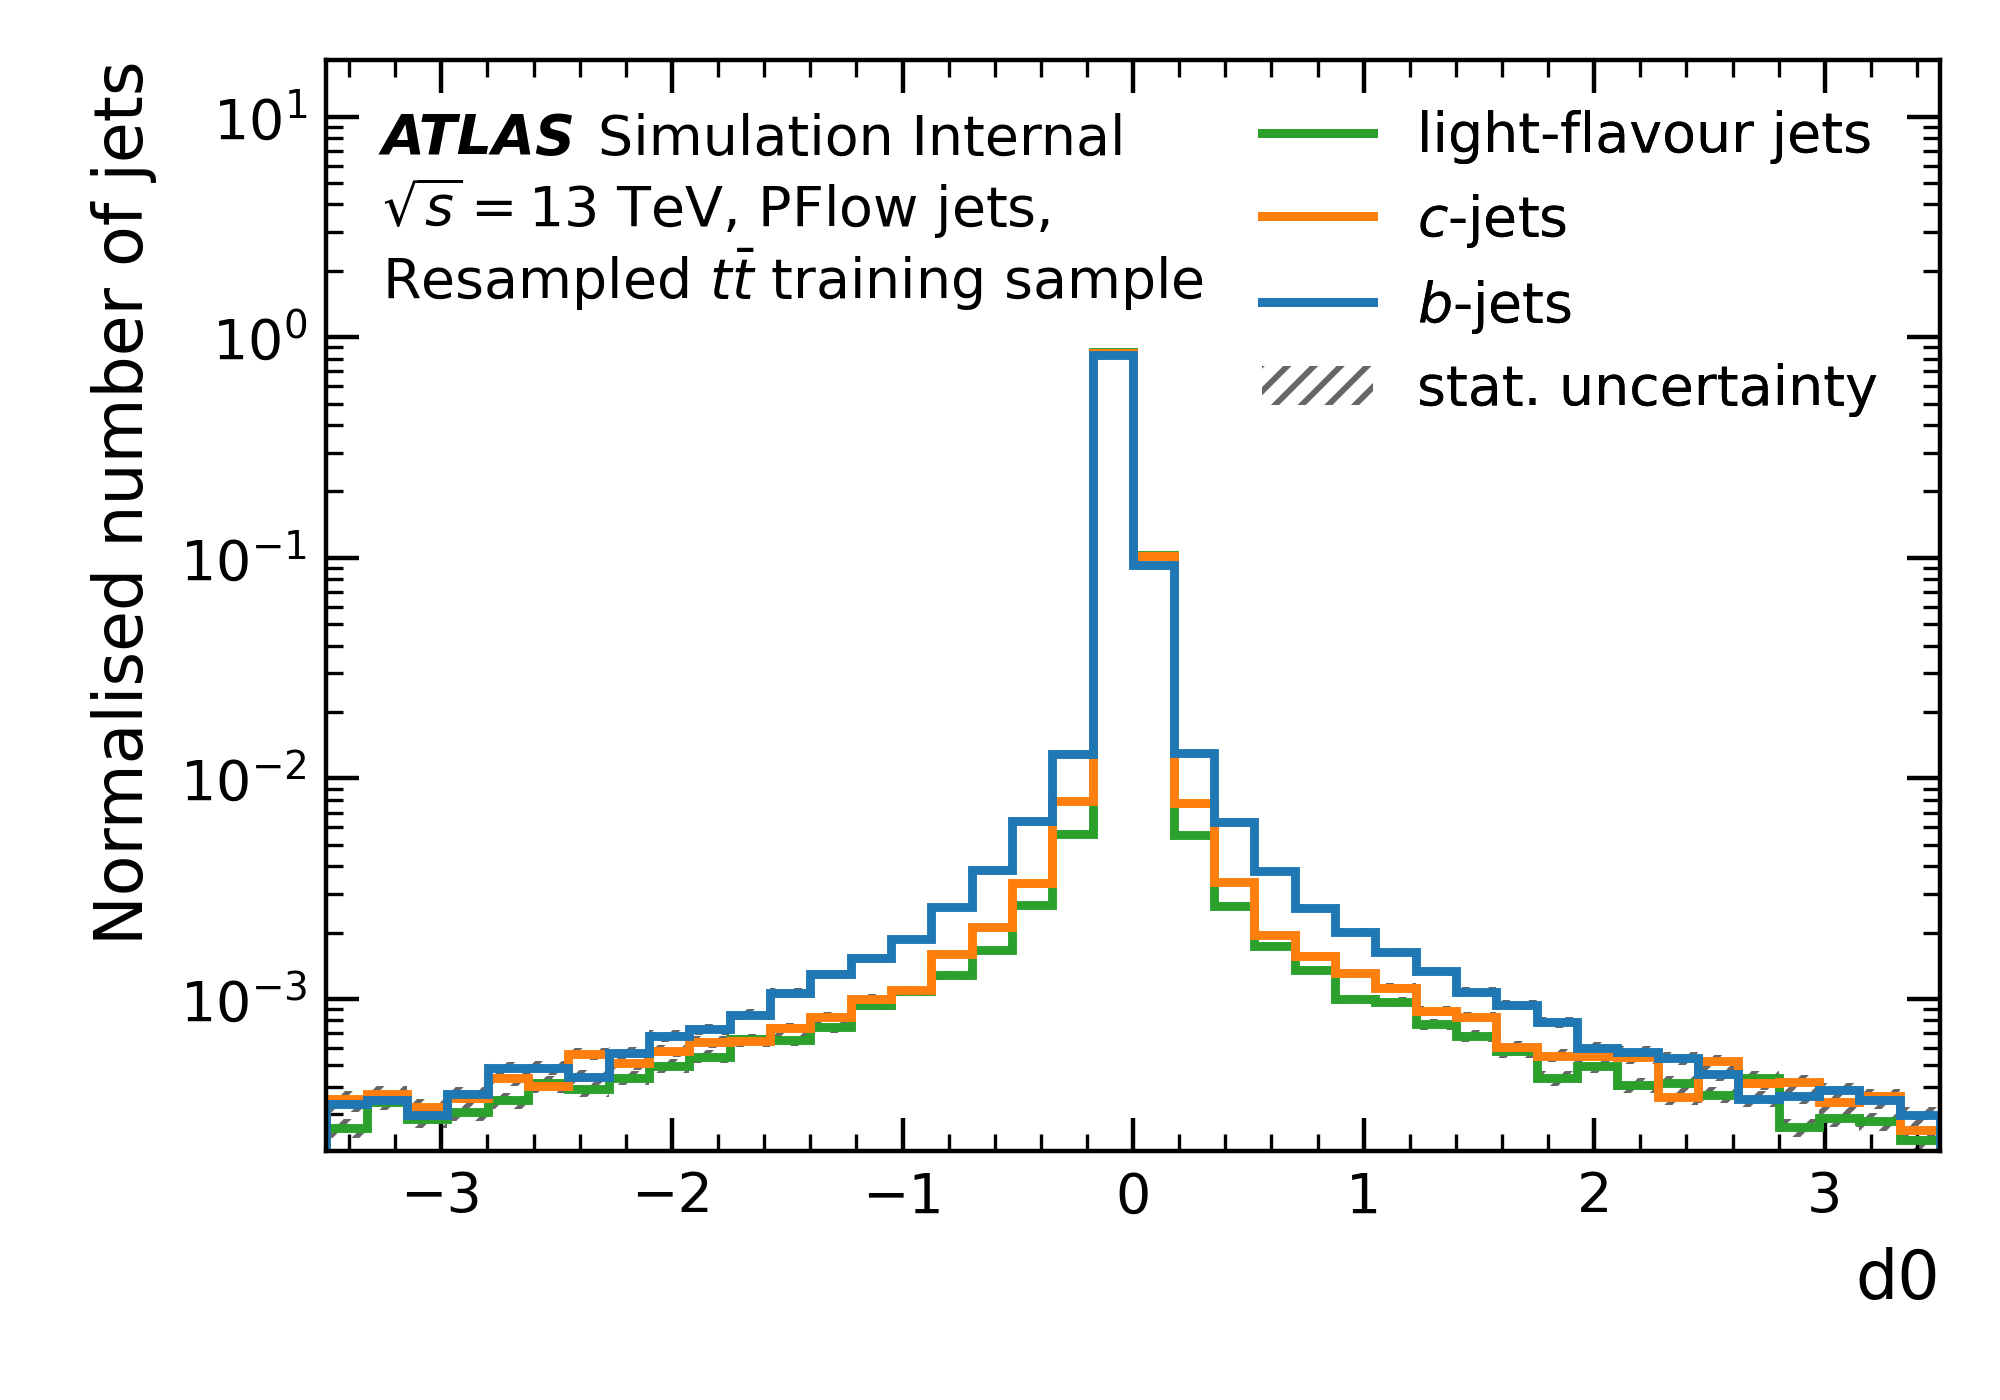 Normalised number of jets
10¹
10⁰
10⁻¹
10⁻²
10⁻³
ATLAS Simulation Internal
√s = 13 TeV, PFlow jets,
Resampled tt̄ training sample
light-flavour jets
c-jets
b-jets
stat. uncertainty
−3 −2 −1 0 1 2 3
d0